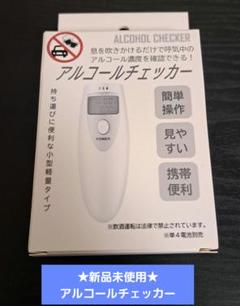 ALCOHOL CHECKER
息を吹きかけるだけで呼気中の
アルコール濃度を確認できる!
アルコールチェッカー
持ち運びに便利な小型軽量タイプ
簡単
操作
見や
すい
携帯
便利
POWER
※飲酒運転は法律で禁止されています。
※単4電池別売
★新品未使用★
アルコールチェッカー